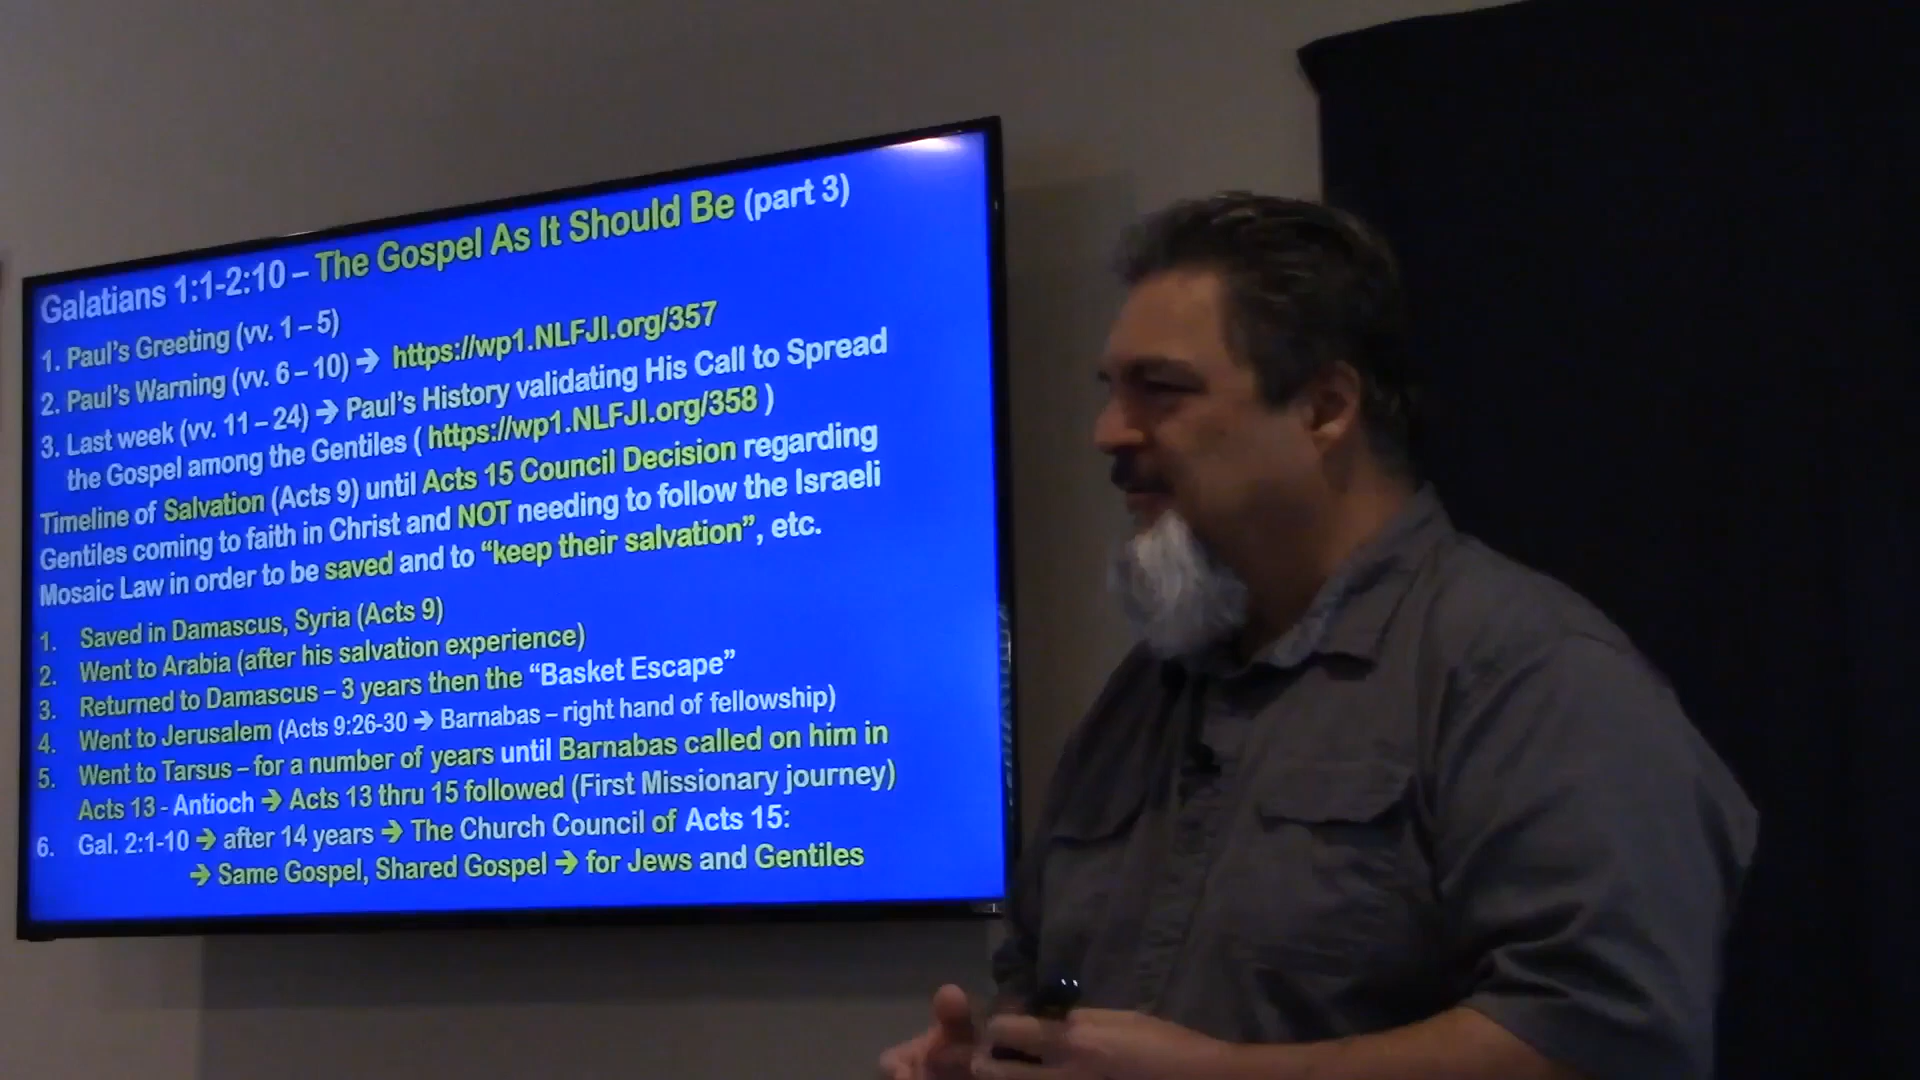 Galatians 1:1-2:10 – The Gospel As It Should Be (part 3)
1. Paul's Greeting (vv. 1 – 5)
2. Paul's Warning (vv. 6 – 10) → https://wp1.NLFJI.org/357
3. Last week (vv. 11 – 24) → Paul's History validating His Call to Spread
the Gospel among the Gentiles ( https://wp1.NLFJI.org/358 )
Timeline of Salvation (Acts 9) until Acts 15 Council Decision regarding
Gentiles coming to faith in Christ and NOT needing to follow the Israeli
Mosaic Law in order to be saved and to “keep their salvation”, etc.
1. Saved in Damascus, Syria (Acts 9)
2. Went to Arabia (after his salvation experience)
3. Returned to Damascus – 3 years then the “Basket Escape”
4. Went to Jerusalem (Acts 9:26-30 → Barnabas – right hand of fellowship)
5. Went to Tarsus – for a number of years until Barnabas called on him in
Acts 13 - Antioch → Acts 13 thru 15 followed (First Missionary journey)
6. Gal. 2:1-10 → after 14 years → The Church Council of Acts 15:
→ Same Gospel, Shared Gospel → for Jews and Gentiles